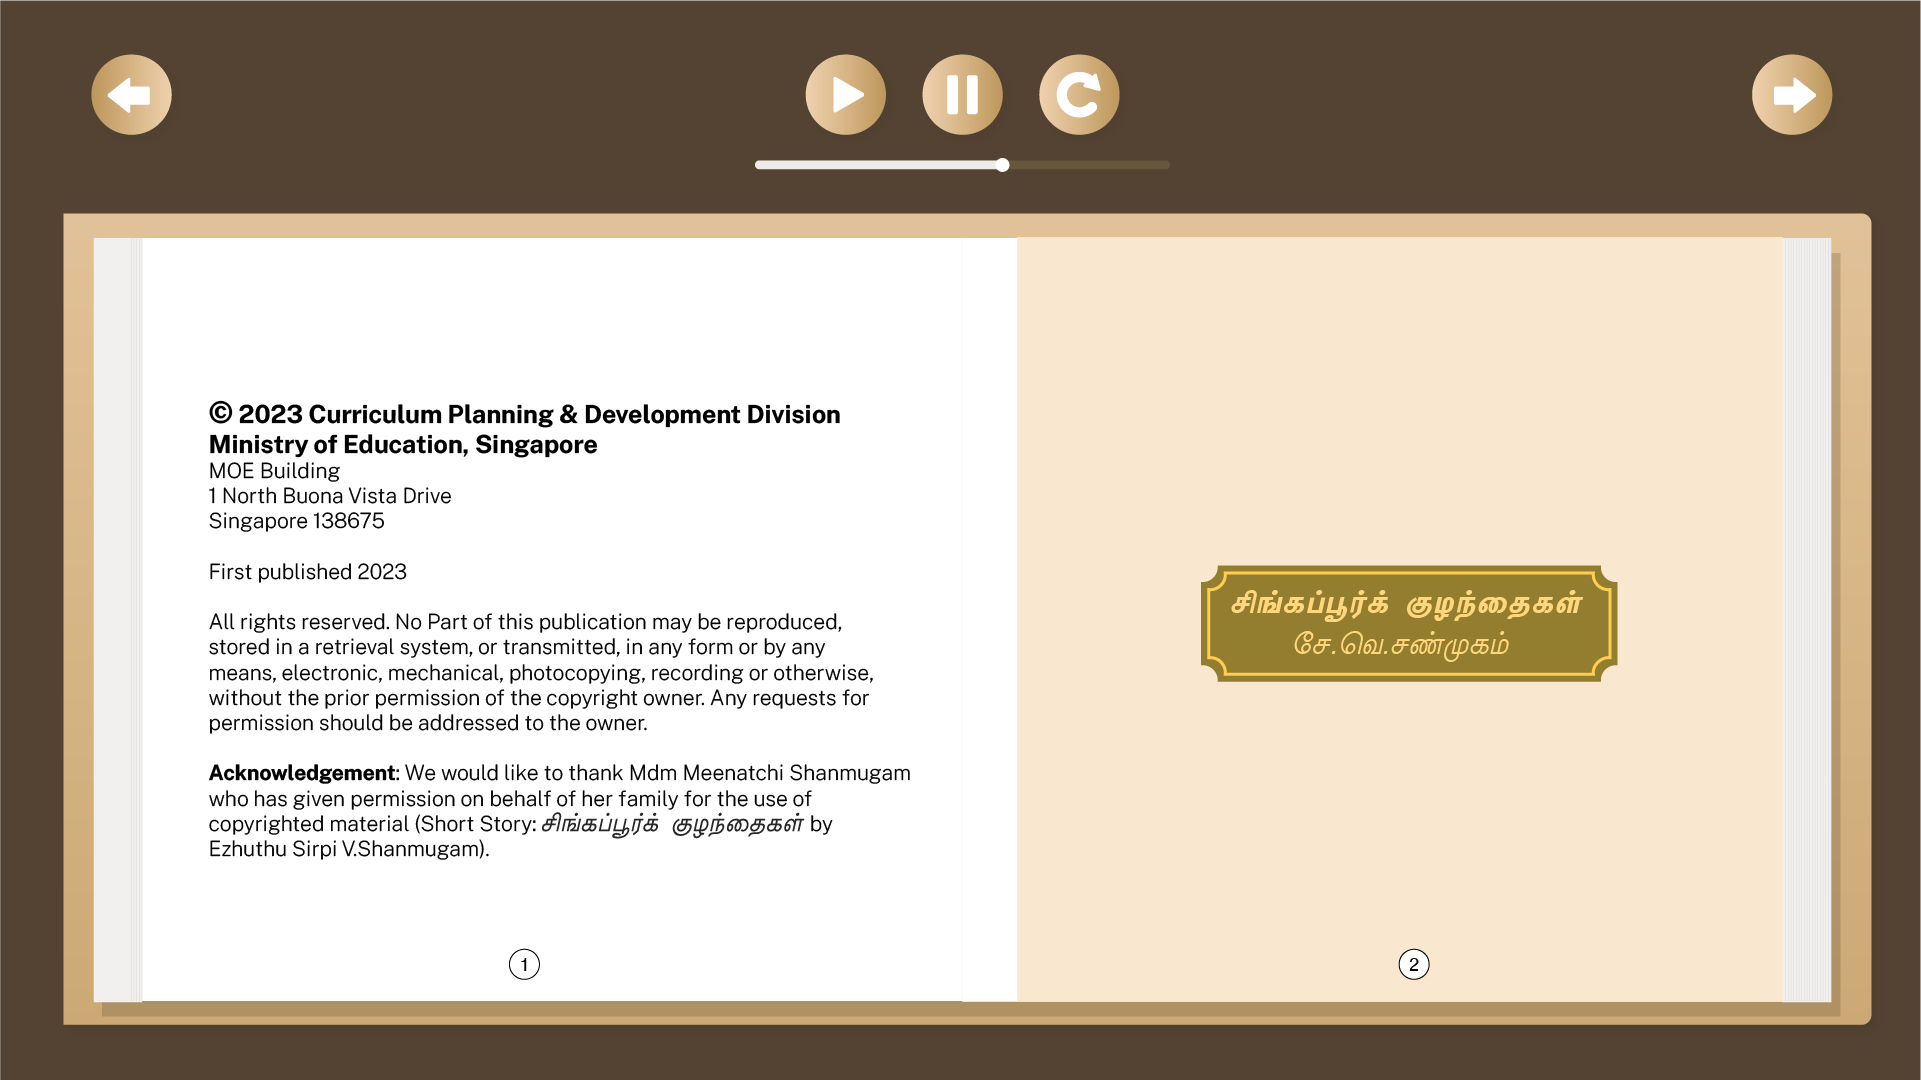 © 2023 Curriculum Planning & Development Division
Ministry of Education, Singapore
MOE Building
1 North Buona Vista Drive
Singapore 138675
First published 2023
All rights reserved. No Part of this publication may be reproduced,
stored in a retrieval system, or transmitted, in any form or by any
means, electronic, mechanical, photocopying, recording or otherwise,
without the prior permission of the copyright owner. Any requests for
permission should be addressed to the owner.
Acknowledgement: We would like to thank Mdm Meenatchi Shanmugam
who has given permission on behalf of her family for the use of
copyrighted material (Short Story: சிங்கப்பூர்க் குழந்தைகள் by
Ezhuthu Sirpi V.Shanmugam).
1
சிங்கப்பூர்க் குழந்தைகள்
சே.வெ.சண்முகம்
2